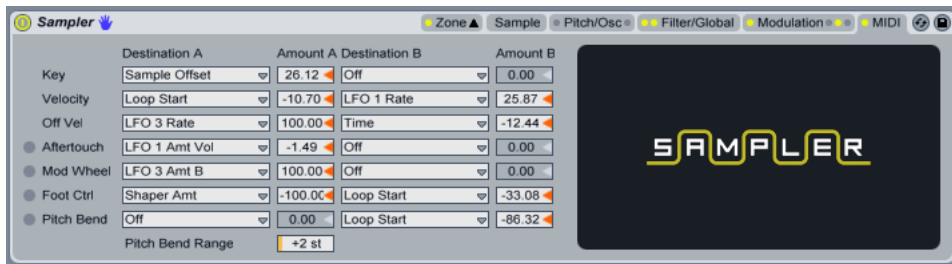 Sampler Zone Sample Pitch/Osc Filter/Global Modulation MIDI
Destination A Amount A Destination B Amount B
Key Sample Offset 26.12 Off 0.00
Velocity Loop Start -10.70 LFO 1 Rate 25.87
Off Vel LFO 3 Rate 100.00 Time -12.44
Aftertouch LFO 1 Amt Vol -1.49 Off 0.00
Mod Wheel LFO 3 Amt B 100.00 Off 0.00
Foot Ctrl Shaper Amt -100.00 Loop Start -33.08
Pitch Bend Off 0.00 Loop Start -86.32
Pitch Bend Range +2 st
SAMPLER